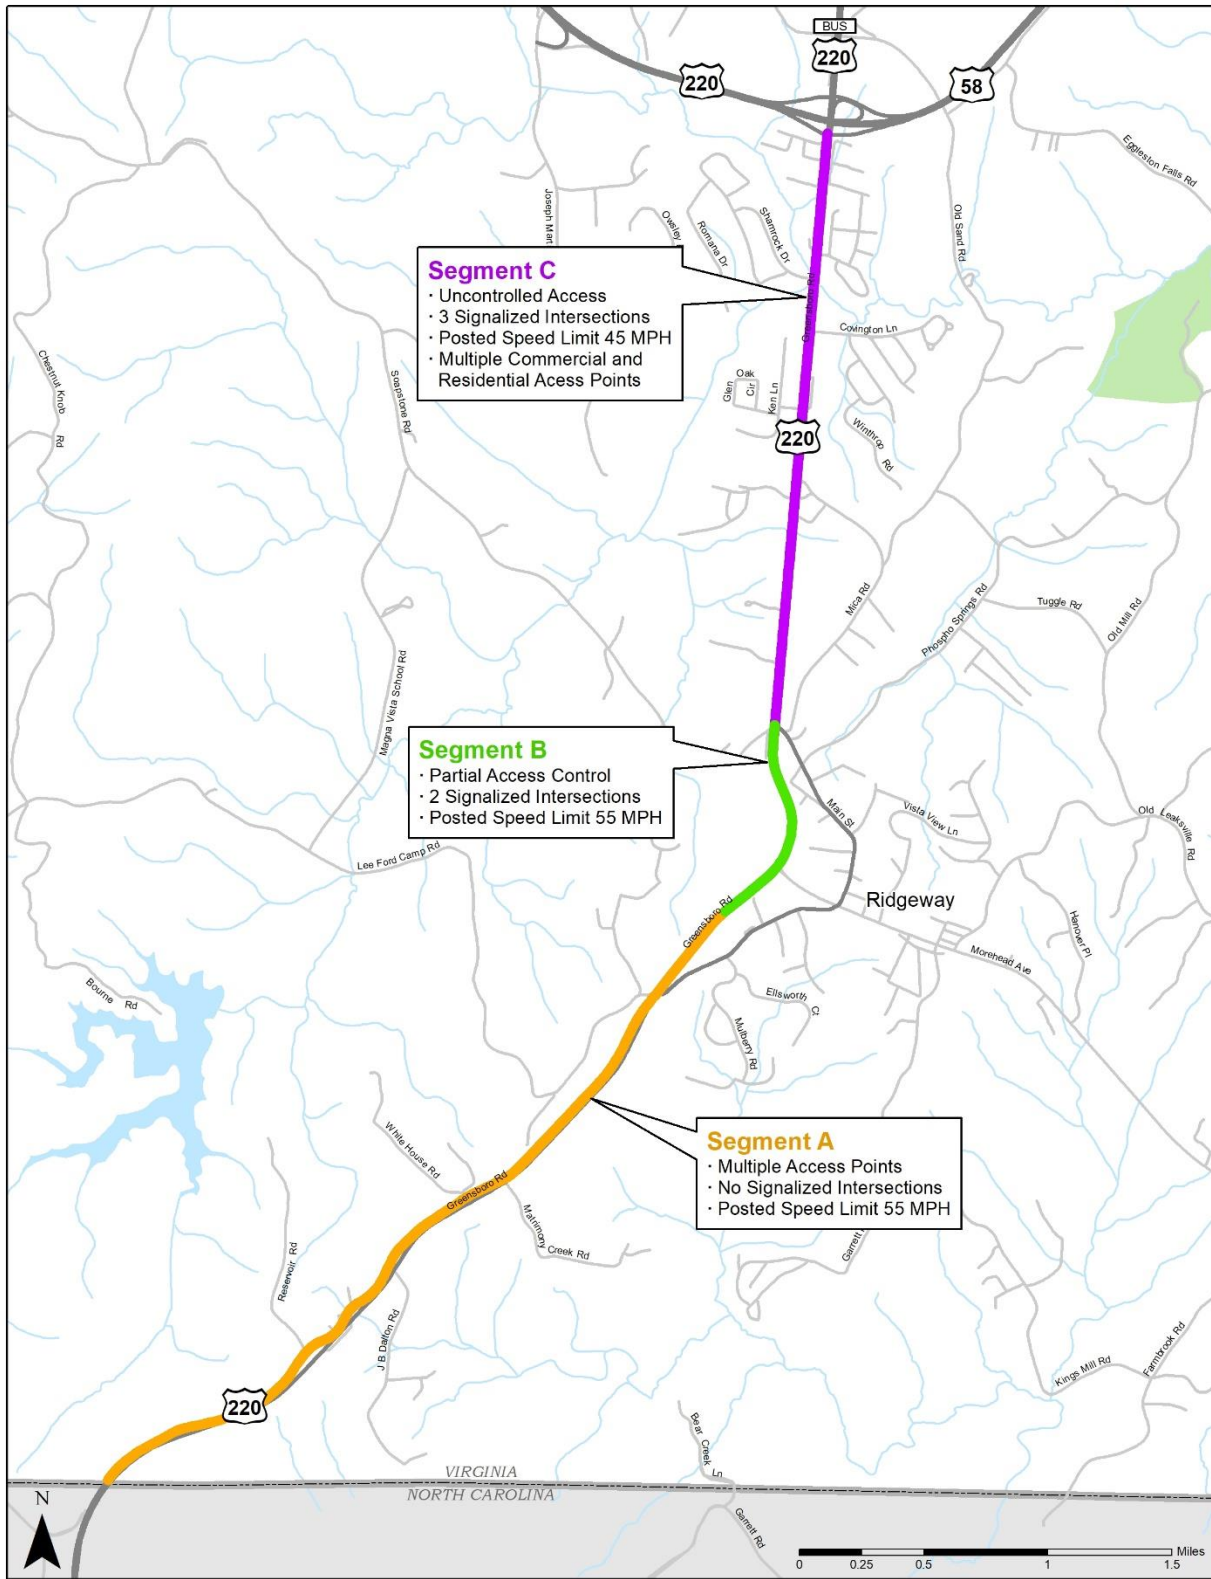 BUS
220
220
58
Eggleston Falls Rd
Joseph Mart
Owsley
Romana Dr
Shamrock Dr
Old Sand Rd
Segment C
· Uncontrolled Access
· 3 Signalized Intersections
· Posted Speed Limit 45 MPH
· Multiple Commercial and
Residential Acess Points
Greensboro Rd
Covington Ln
Chestnut Knob
Rd
Soapstone Rd
Glen
Oak
Cir
Ken Ln
220
Winthrop
Rd
Mica Rd
Phospho Springs Rd
Tuggle Rd
Old Mill Rd
Magna Vista School Rd
Segment B
· Partial Access Control
· 2 Signalized Intersections
· Posted Speed Limit 55 MPH
Main St
Vista View Ln
Old Leaksville
Rd
Lee Ford Camp Rd
Ridgeway
Greensboro Rd
Hanover Pl
Morehead Ave
Bourne Rd
Ellsworth Ct
Mulberry Rd
Segment A
· Multiple Access Points
· No Signalized Intersections
· Posted Speed Limit 55 MPH
White House Rd
Greensboro Rd
Matrimony
Creek Rd
Garrett
Reservoir Rd
J B Dalton Rd
Farmbrook Rd
Kings Mill Rd
220
Bear Creek
Ln
VIRGINIA
NORTH CAROLINA
Garrett Rd
N
Miles
0 0.25 0.5 1 1.5